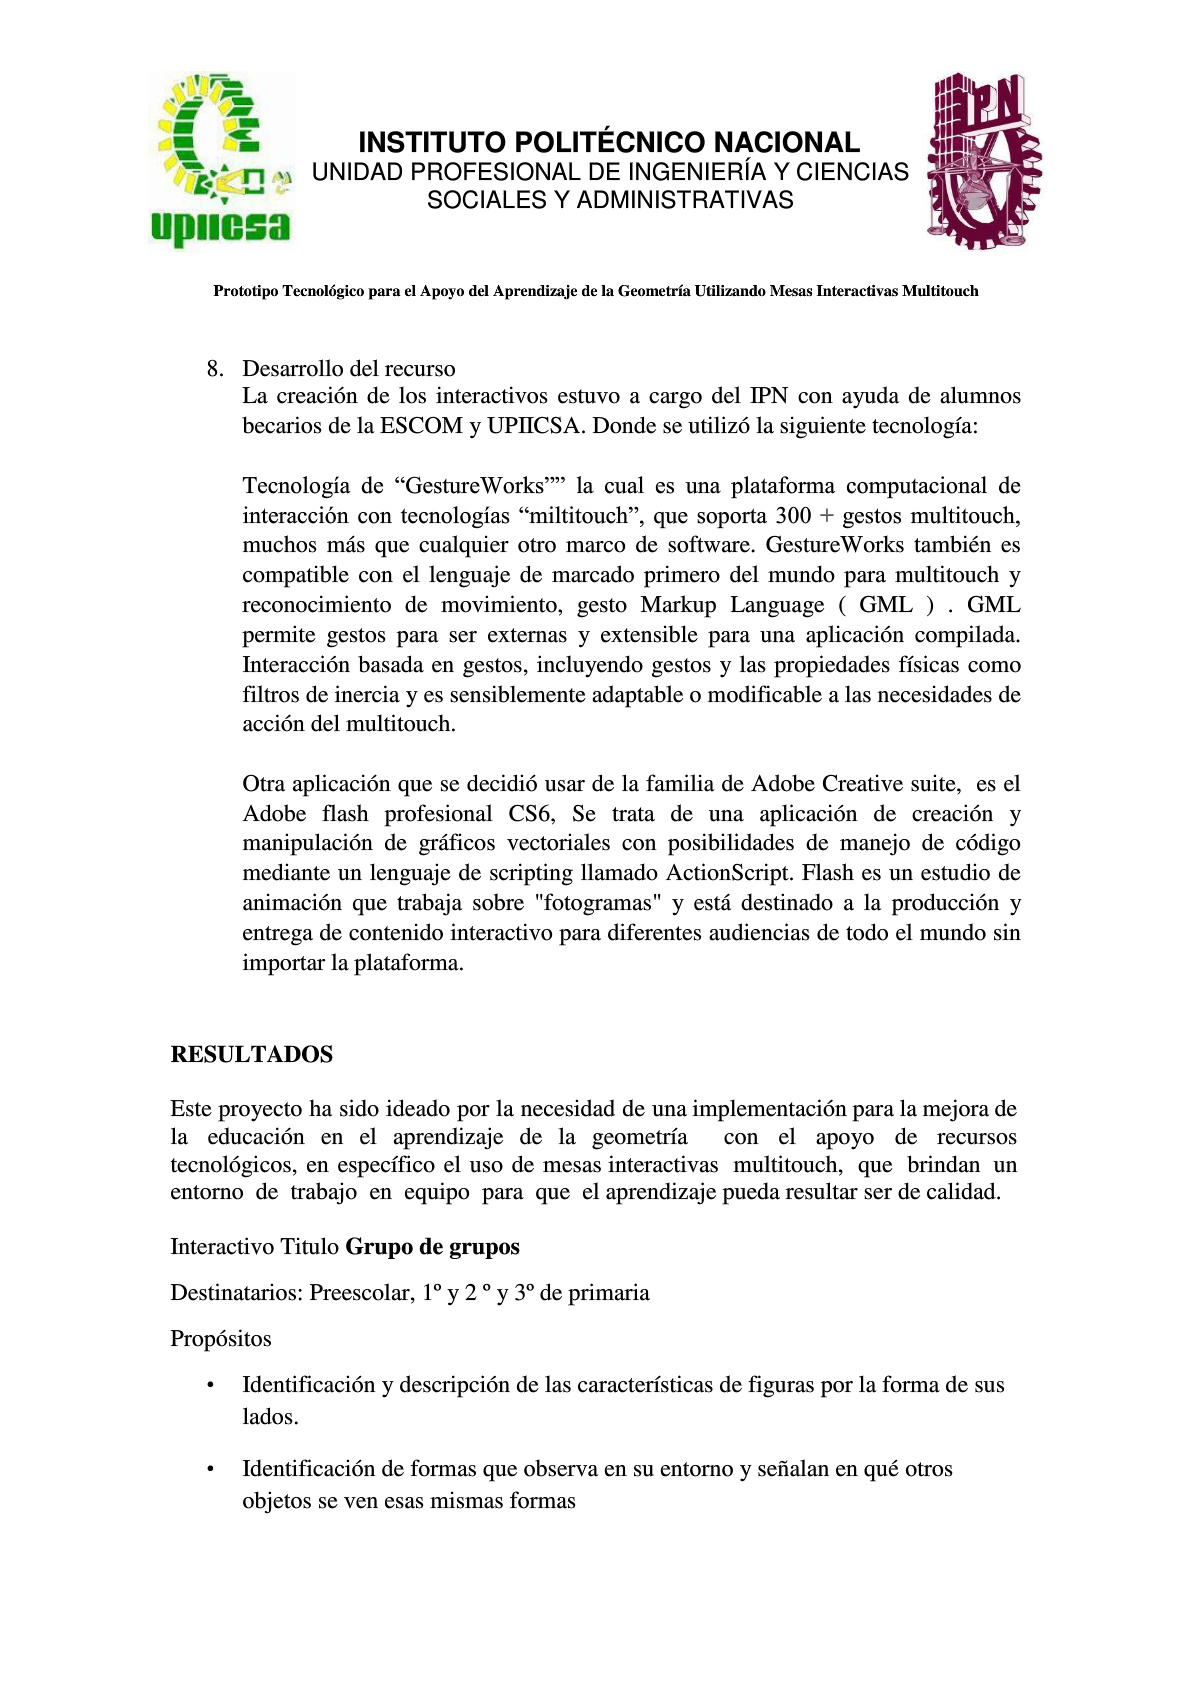 INSTITUTO POLITÉCNICO NACIONAL
UNIDAD PROFESIONAL DE INGENIERÍA Y CIENCIAS
SOCIALES Y ADMINISTRATIVAS
UPIICSA
IPN
Prototipo Tecnológico para el Apoyo del Aprendizaje de la Geometría Utilizando Mesas Interactivas Multitouch
8. Desarrollo del recurso
La creación de los interactivos estuvo a cargo del IPN con ayuda de alumnos
becarios de la ESCOM y UPIICSA. Donde se utilizó la siguiente tecnología:
Tecnología de “GestureWorks”” la cual es una plataforma computacional de
interacción con tecnologías “miltitouch”, que soporta 300 + gestos multitouch,
muchos más que cualquier otro marco de software. GestureWorks también es
compatible con el lenguaje de marcado primero del mundo para multitouch y
reconocimiento de movimiento, gesto Markup Language ( GML ) . GML
permite gestos para ser externas y extensible para una aplicación compilada.
Interacción basada en gestos, incluyendo gestos y las propiedades físicas como
filtros de inercia y es sensiblemente adaptable o modificable a las necesidades de
acción del multitouch.
Otra aplicación que se decidió usar de la familia de Adobe Creative suite, es el
Adobe flash profesional CS6, Se trata de una aplicación de creación y
manipulación de gráficos vectoriales con posibilidades de manejo de código
mediante un lenguaje de scripting llamado ActionScript. Flash es un estudio de
animación que trabaja sobre "fotogramas" y está destinado a la producción y
entrega de contenido interactivo para diferentes audiencias de todo el mundo sin
importar la plataforma.
RESULTADOS
Este proyecto ha sido ideado por la necesidad de una implementación para la mejora de
la educación en el aprendizaje de la geometría con el apoyo de recursos
tecnológicos, en específico el uso de mesas interactivas multitouch, que brindan un
entorno de trabajo en equipo para que el aprendizaje pueda resultar ser de calidad.
Interactivo Titulo Grupo de grupos
Destinatarios: Preescolar, 1º y 2 º y 3º de primaria
Propósitos
• Identificación y descripción de las características de figuras por la forma de sus
lados.
• Identificación de formas que observa en su entorno y señalan en qué otros
objetos se ven esas mismas formas